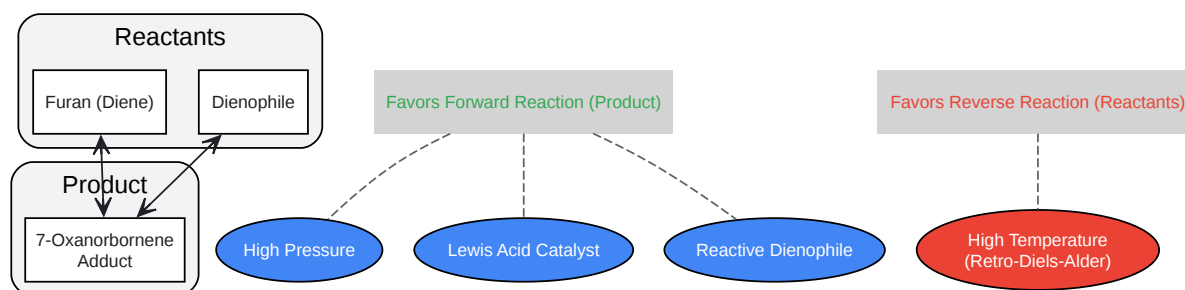 Reactants
Furan (Diene)
Dienophile
Favors Forward Reaction (Product)
Favors Reverse Reaction (Reactants)
Product
7-Oxanorbornene
Adduct
High Pressure
Lewis Acid Catalyst
Reactive Dienophile
High Temperature
(Retro-Diels-Alder)